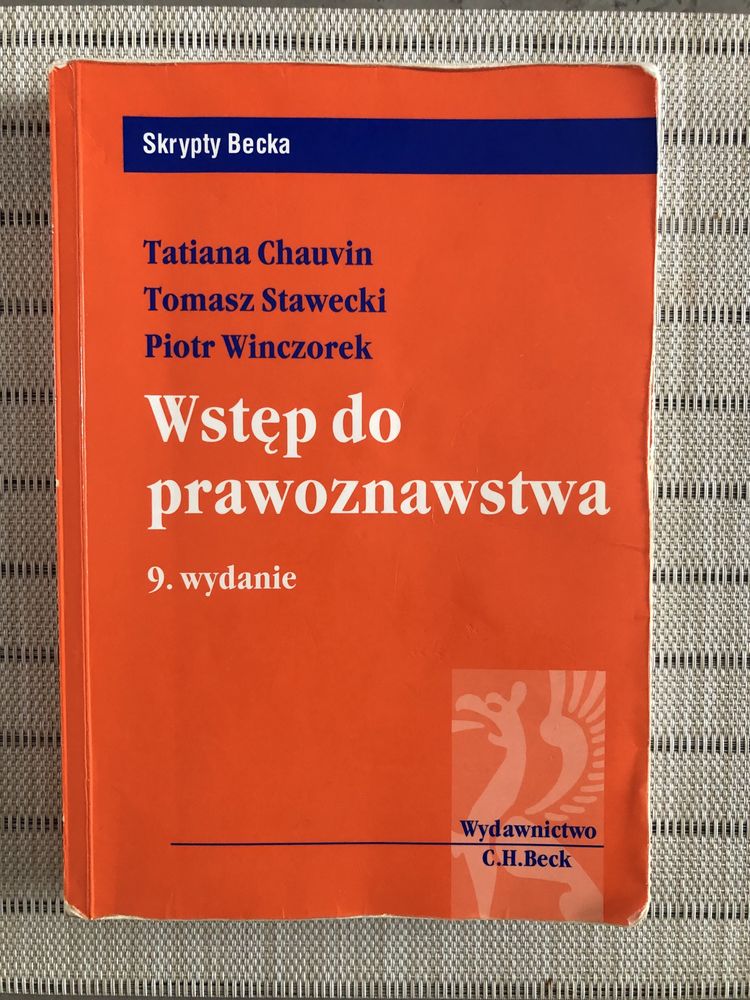 Skrypty Becka
Tatiana Chauvin
Tomasz Stawecki
Piotr Winczorek
Wstęp do
prawoznawstwa
9. wydanie
Wydawnictwo
C.H.Beck